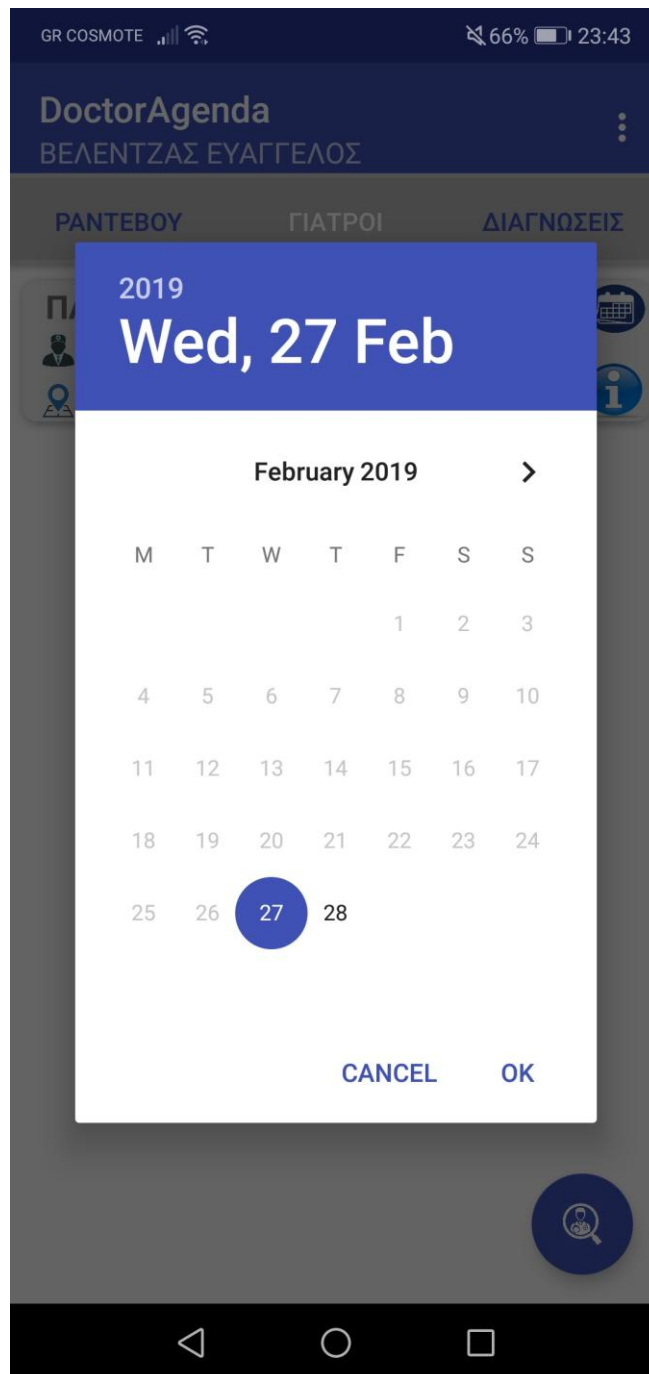 GR COSMOTE 66% 23:43
DoctorAgenda
ΒΕΛΕΝΤΖΑΣ ΕΥΑΓΓΕΛΟΣ
ΡΑΝΤΕΒΟΥ ΓΙΑΤΡΟΙ ΔΙΑΓΝΩΣΕΙΣ
2019
Wed, 27 Feb
February 2019
M T W T F S S
1 2 3
4 5 6 7 8 9 10
11 12 13 14 15 16 17
18 19 20 21 22 23 24
25 26 27 28
CANCEL OK